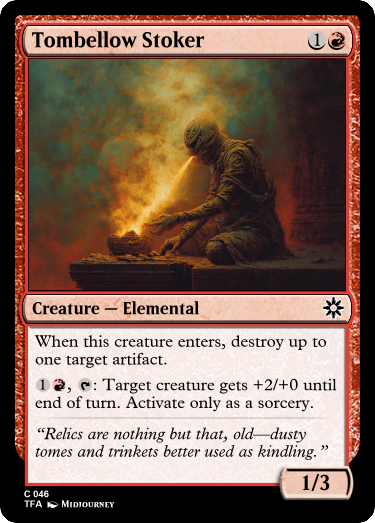 Tombellow Stoker 1
Creature — Elemental
When this creature enters, destroy up to
one target artifact.
1, : Target creature gets +2/+0 until
end of turn. Activate only as a sorcery.
“Relics are nothing but that, old—dusty
tomes and trinkets better used as kindling.”
1/3
C 046
TFA Midjourney